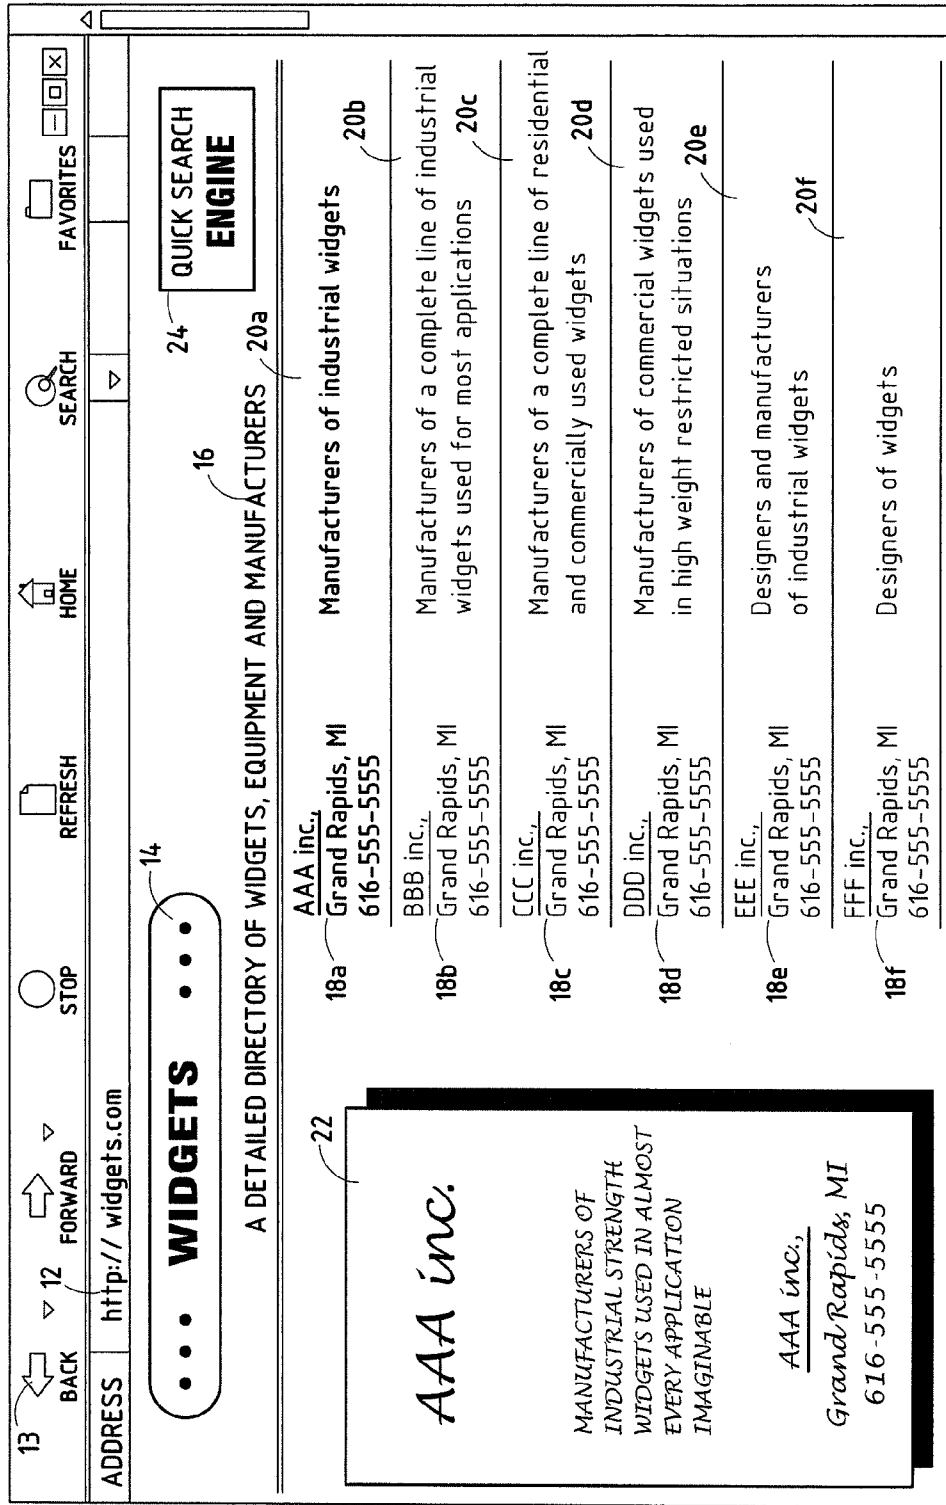 13
BACK
FORWARD
STOP
REFRESH
HOME
SEARCH
FAVORITES
12
ADDRESS http:// widgets.com
14
WIDGETS
24
QUICK SEARCH
ENGINE
16
A DETAILED DIRECTORY OF WIDGETS, EQUIPMENT AND MANUFACTURERS
20a
22
AAA inc.
MANUFACTURERS OF
INDUSTRIAL STRENGTH
WIDGETS USED IN ALMOST
EVERY APPLICATION
IMAGINABLE
AAA inc.,
Grand Rapids, MI
616-555-5555
AAA inc.,
18a
Grand Rapids, MI
616-555-5555
Manufacturers of industrial widgets
20b
BBB inc.,
18b
Grand Rapids, MI
616-555-5555
Manufacturers of a complete line of industrial
widgets used for most applications
20c
CCC inc.,
18c
Grand Rapids, MI
616-555-5555
Manufacturers of a complete line of residential
and commercially used widgets
20d
DDD inc.,
18d
Grand Rapids, MI
616-555-5555
Manufacturers of commercial widgets used
in high weight restricted situations
20e
EEE inc.,
18e
Grand Rapids, MI
616-555-5555
Designers and manufacturers
of industrial widgets
20f
FFF inc.,
18f
Grand Rapids, MI
616-555-5555
Designers of widgets